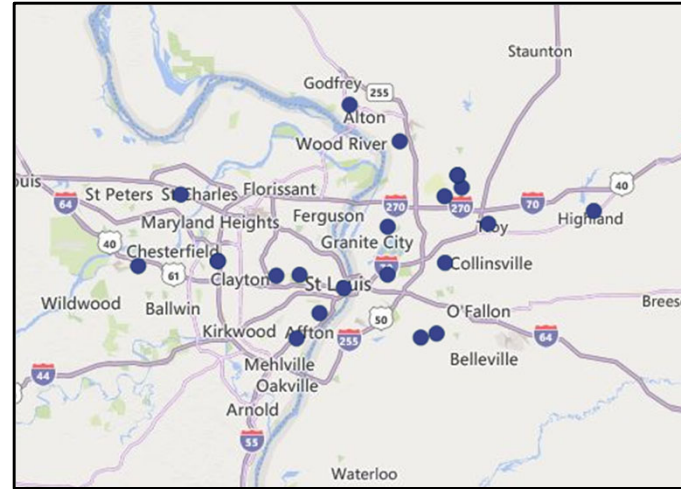 Staunton
Godfrey
255
Alton
Wood River
ouis
St Peters
St Charles
Florissant
64
270
270
70
40
Ferguson
Highland
Maryland Heights
Granite City
Troy
40
Chesterfield
61
Clayton
St Louis
Collinsville
Wildwood
Ballwin
O'Fallon
Breese
Kirkwood
Affton
50
255
64
Belleville
44
Mehlville
Oakville
Arnold
55
Waterloo